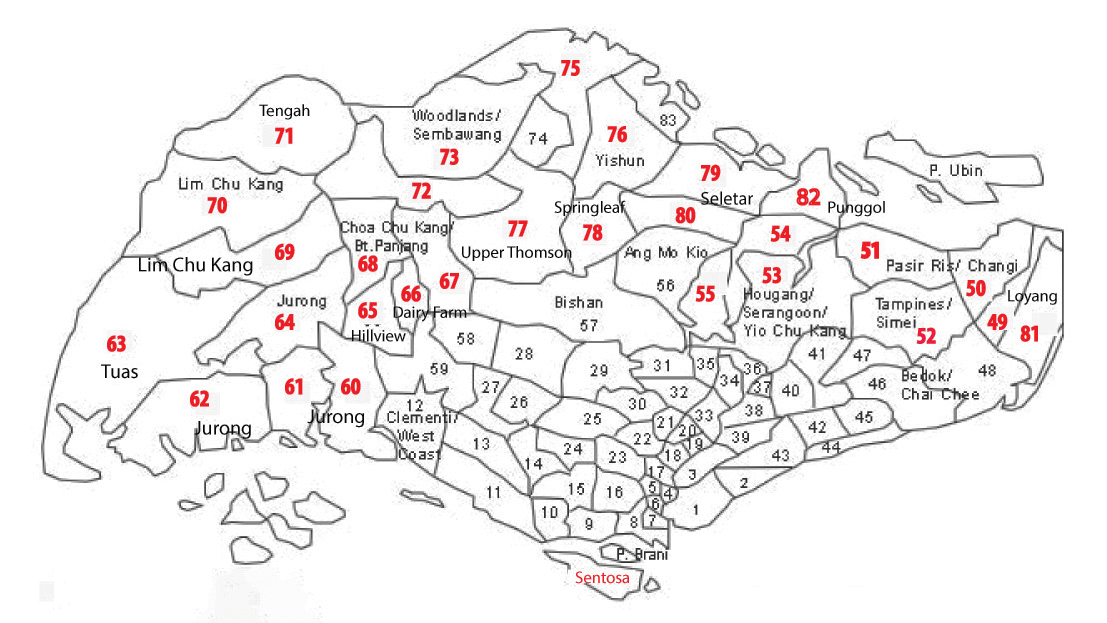 75
Tengah
71
Woodlands/
Sembawang
73
74
83
76
Yishun
79
Seletar
P. Ubin
Lim Chu Kang
70
72
82
Punggol
Springleaf
78
80
77
Upper Thomson
54
Choa Chu Kang/
Bt.Panjang
68
69
Lim Chu Kang
67
66
Dairy Farm
65
Hillview
Ang Mo Kio
56
55
53
Hougang/
Serangoon/
Yio Chu Kang
51
Pasir Ris/ Changi
50
Loyang
49
81
Tampines/
Simei
52
Jurong
64
Bishan
57
63
Tuas
58
28
59
29
31
35
36
41
47
48
62
Jurong
61
60
Jurong
27
26
32
34
37
40
46
Bedok/
Chai Chee
12
Clementi/
West
Coast
25
30
21
33
38
45
20
42
13
24
22
19
39
44
14
23
18
43
17
3
11
15
16
5
4
2
6
1
10
9
8
7
P. Brani
Sentosa